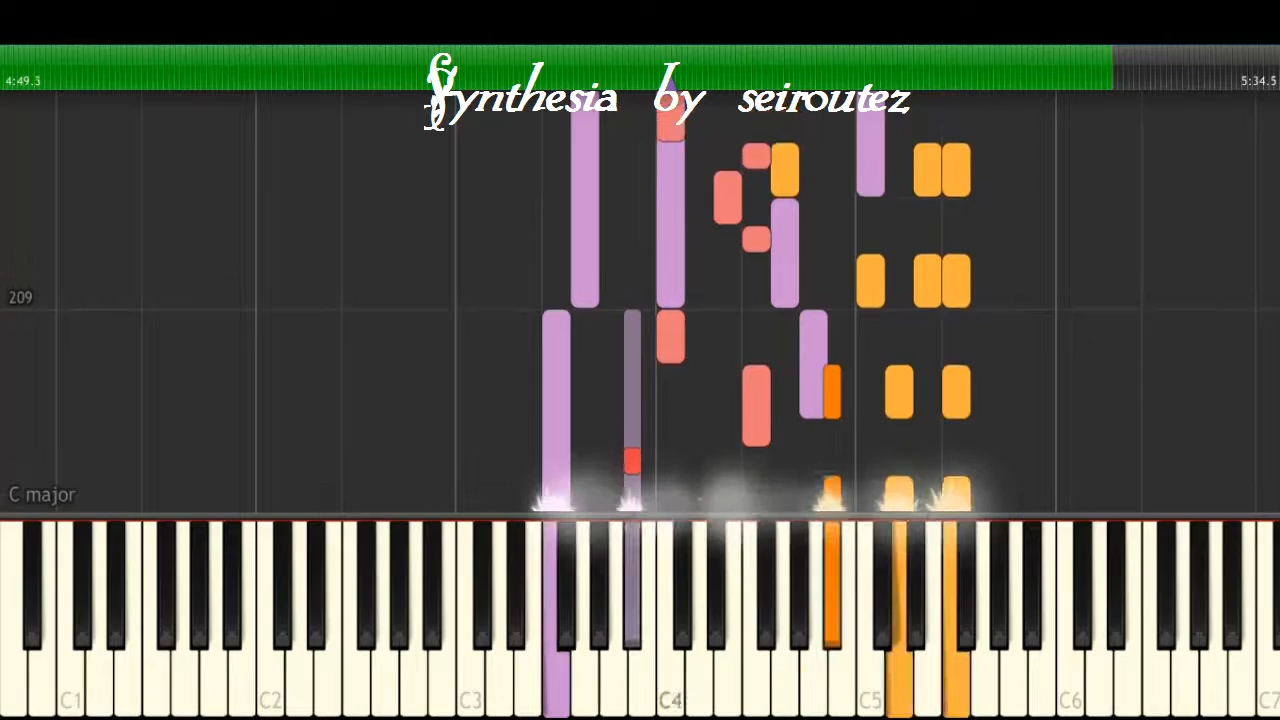 Synthesia by seiroutez
4:49.3
5:34.5
209
C major
C1 C2 C3 C4 C5 C6 C7